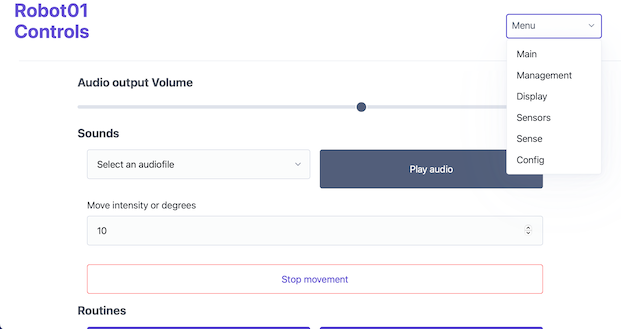 Robot01
Controls
Menu
Main
Management
Display
Sensors
Sense
Config
Audio output Volume
Sounds
Select an audiofile
Play audio
Move intensity or degrees
10
Stop movement
Routines